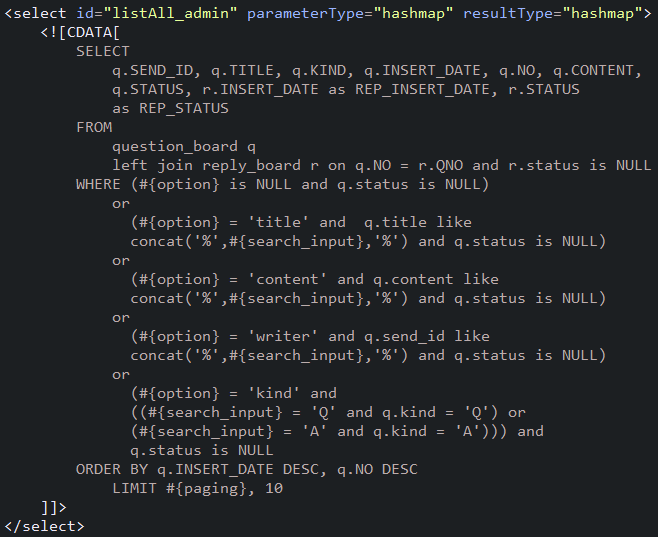 <select id="listAll_admin" parameterType="hashmap" resultType="hashmap">
<![CDATA[
SELECT
q.SEND_ID, q.TITLE, q.KIND, q.INSERT_DATE, q.NO, q.CONTENT,
q.STATUS, r.INSERT_DATE as REP_INSERT_DATE, r.STATUS
as REP_STATUS
FROM
question_board q
left join reply_board r on q.NO = r.QNO and r.status is NULL
WHERE (#{option} is NULL and q.status is NULL)
or
(#{option} = 'title' and  q.title like
concat('%',#{search_input},'%') and q.status is NULL)
or
(#{option} = 'content' and q.content like
concat('%',#{search_input},'%') and q.status is NULL)
or
(#{option} = 'writer' and q.send_id like
concat('%',#{search_input},'%') and q.status is NULL)
or
(#{option} = 'kind' and
((#{search_input} = 'Q' and q.kind = 'Q') or
(#{search_input} = 'A' and q.kind = 'A'))) and
q.status is NULL
ORDER BY q.INSERT_DATE DESC, q.NO DESC
LIMIT #{paging}, 10
]]>
</select>